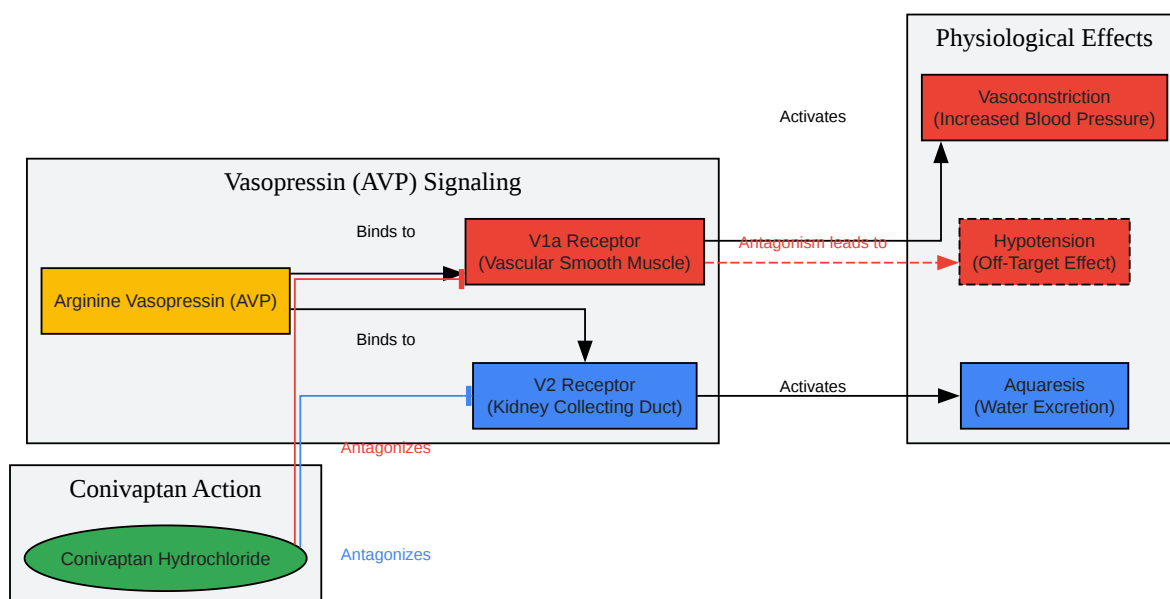 Physiological Effects
Vasoconstriction
(Increased Blood Pressure)
Activates
Vasopressin (AVP) Signaling
Binds to
V1a Receptor
(Vascular Smooth Muscle)
Antagonism leads to
Hypotension
(Off-Target Effect)
Arginine Vasopressin (AVP)
Binds to
V2 Receptor
(Kidney Collecting Duct)
Activates
Aquaresis
(Water Excretion)
Antagonizes
Conivaptan Action
Conivaptan Hydrochloride
Antagonizes